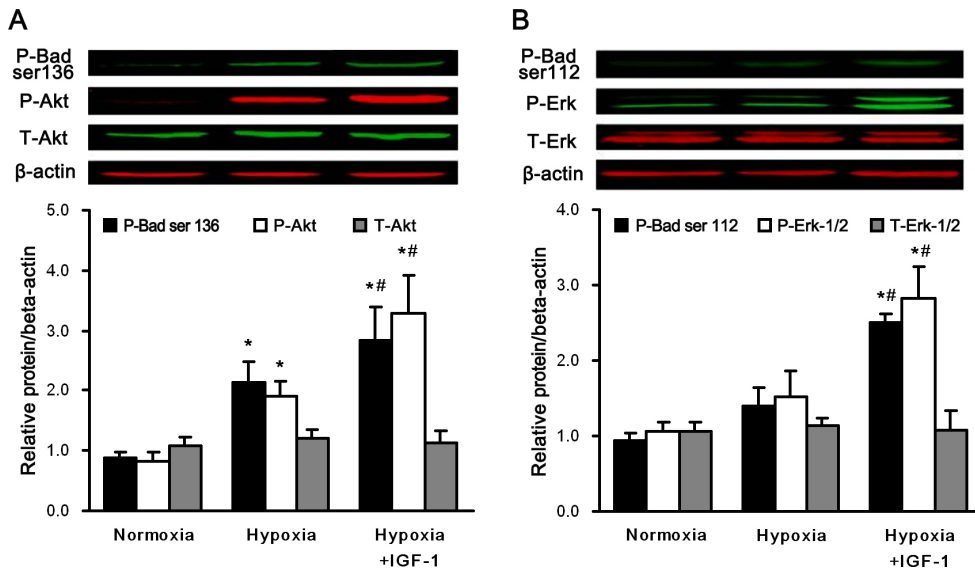 A
P-Bad
ser136
P-Akt
T-Akt
β-actin
5.0
4.0
3.0
2.0
1.0
0.0
Relative protein/beta-actin
P-Bad ser 136 P-Akt T-Akt
* * *# *#
Normoxia Hypoxia Hypoxia
+IGF-1
B
P-Bad
ser112
P-Erk
T-Erk
β-actin
4.0
3.0
2.0
1.0
0.0
Relative protein/beta-actin
P-Bad ser 112 P-Erk-1/2 T-Erk-1/2
*# *#
Normoxia Hypoxia Hypoxia
+IGF-1